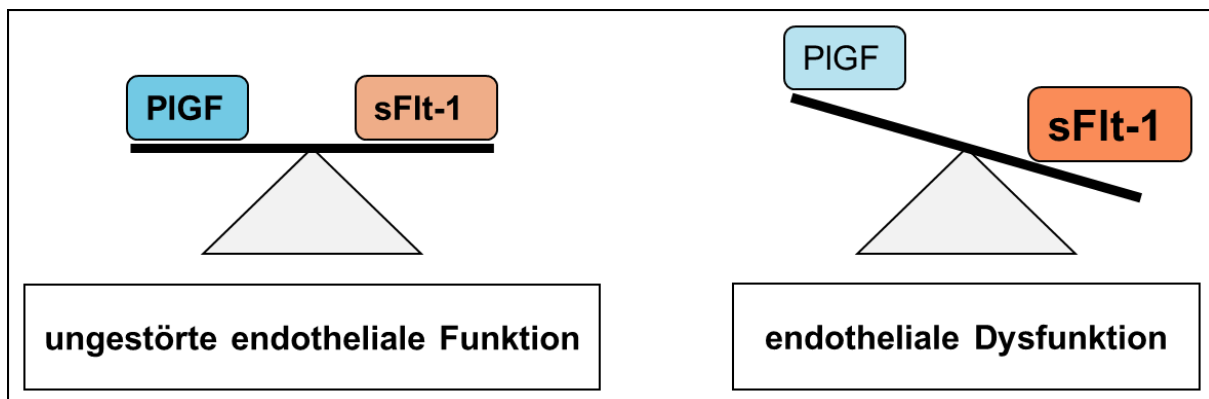 PlGF
sFlt-1
PlGF
sFlt-1
ungestörte endotheliale Funktion
endotheliale Dysfunktion